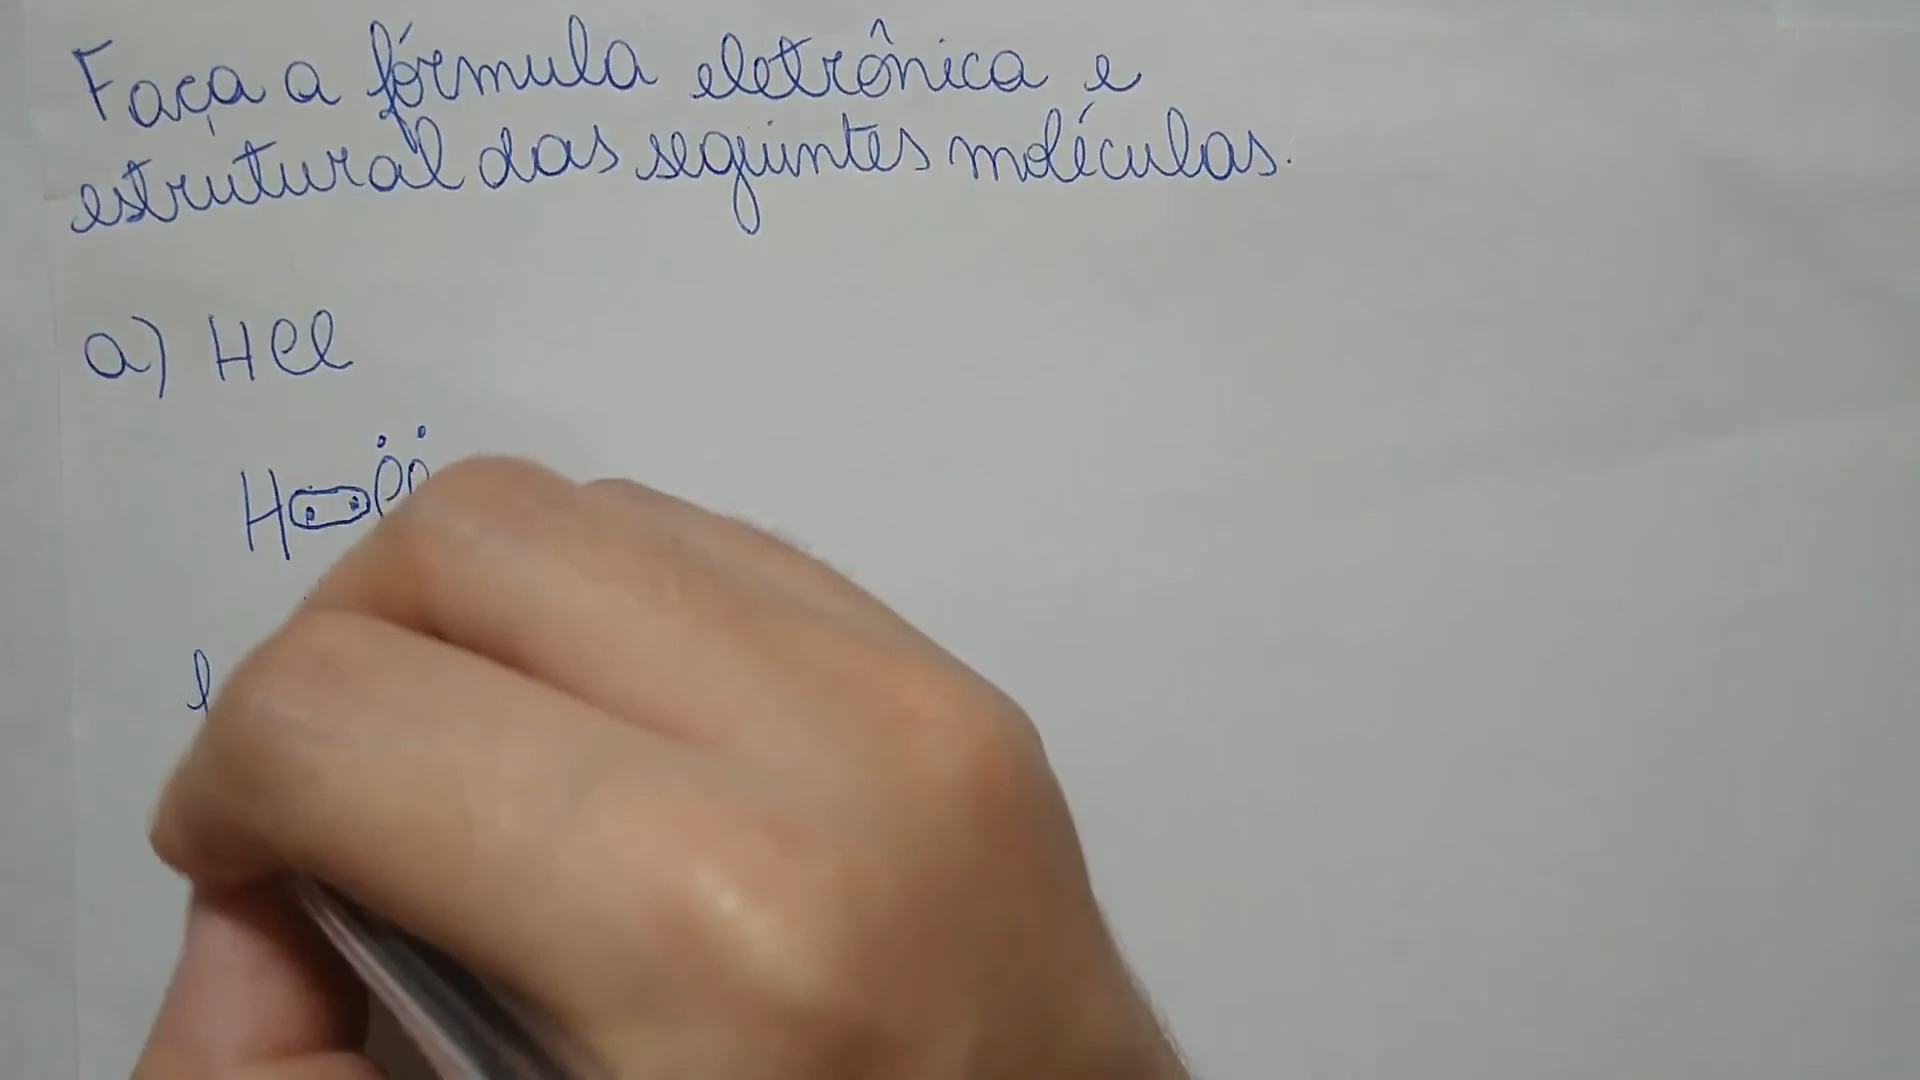 Faça a fórmula eletrônica e
estrutural das seguintes moléculas.
a) HCl
H